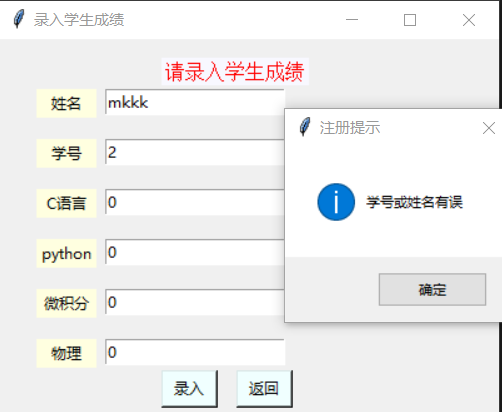 录入学生成绩
请录入学生成绩
姓名 mkkk
注册提示
学号 2
学号或姓名有误
C语言 0
python 0
确定
微积分 0
物理 0
录入 返回